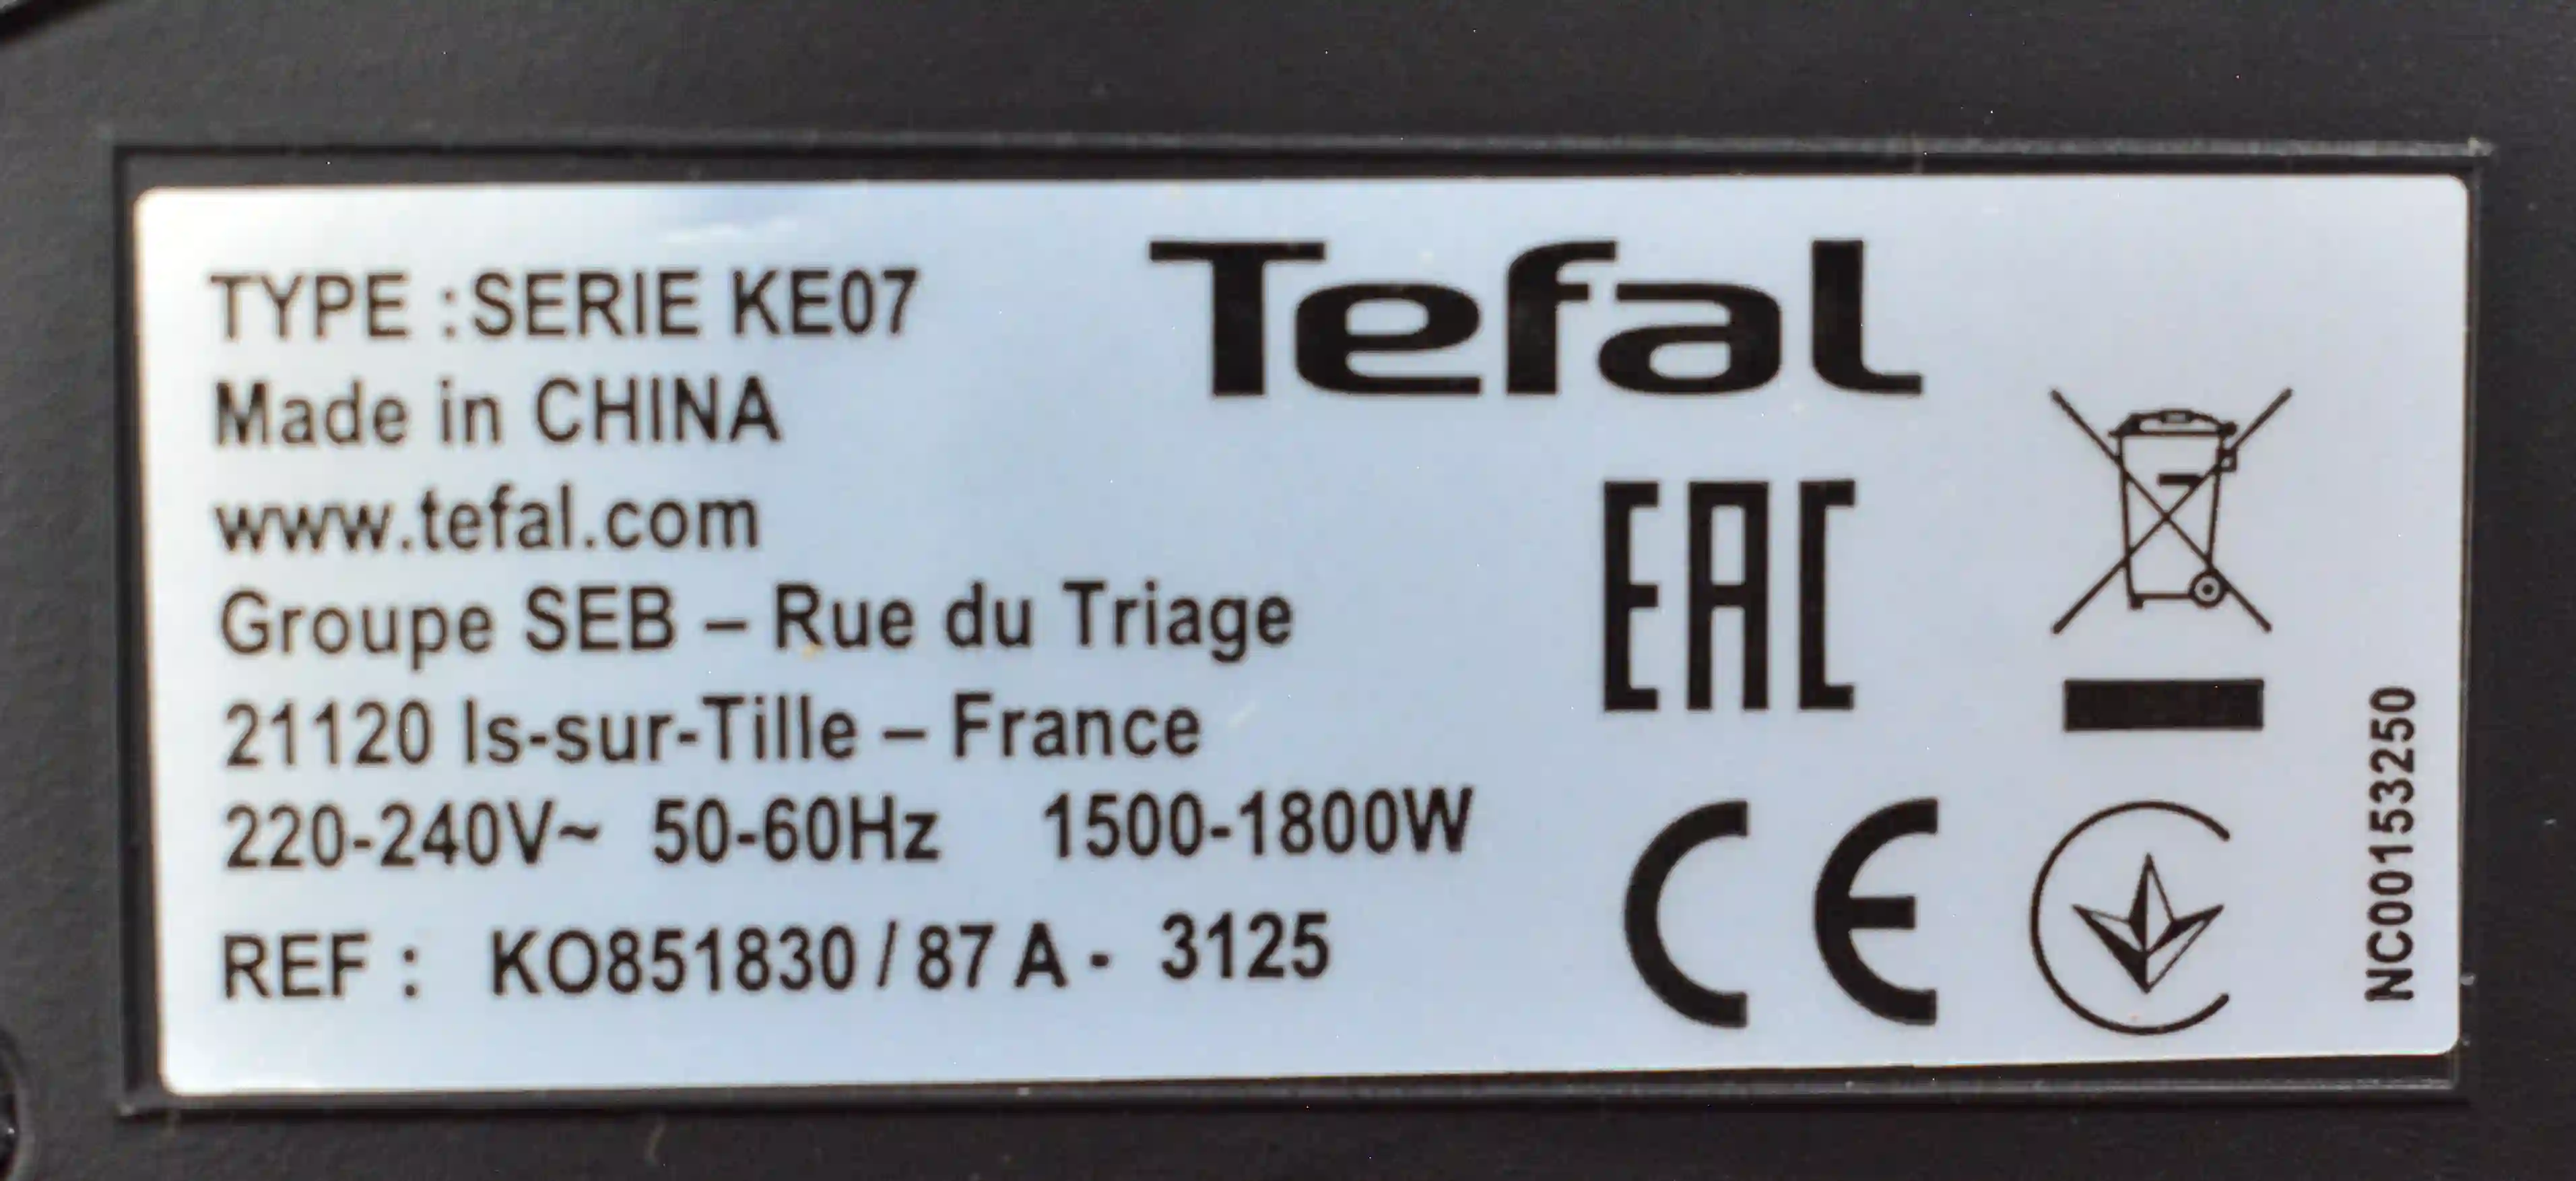 TYPE :SERIE KE07
Made in CHINA
www.tefal.com
Groupe SEB – Rue du Triage
21120 Is-sur-Tille – France
220-240V~ 50-60Hz 1500-1800W
REF : KO851830 / 87 A - 3125
Tefal
EAC
CE
NC00153250